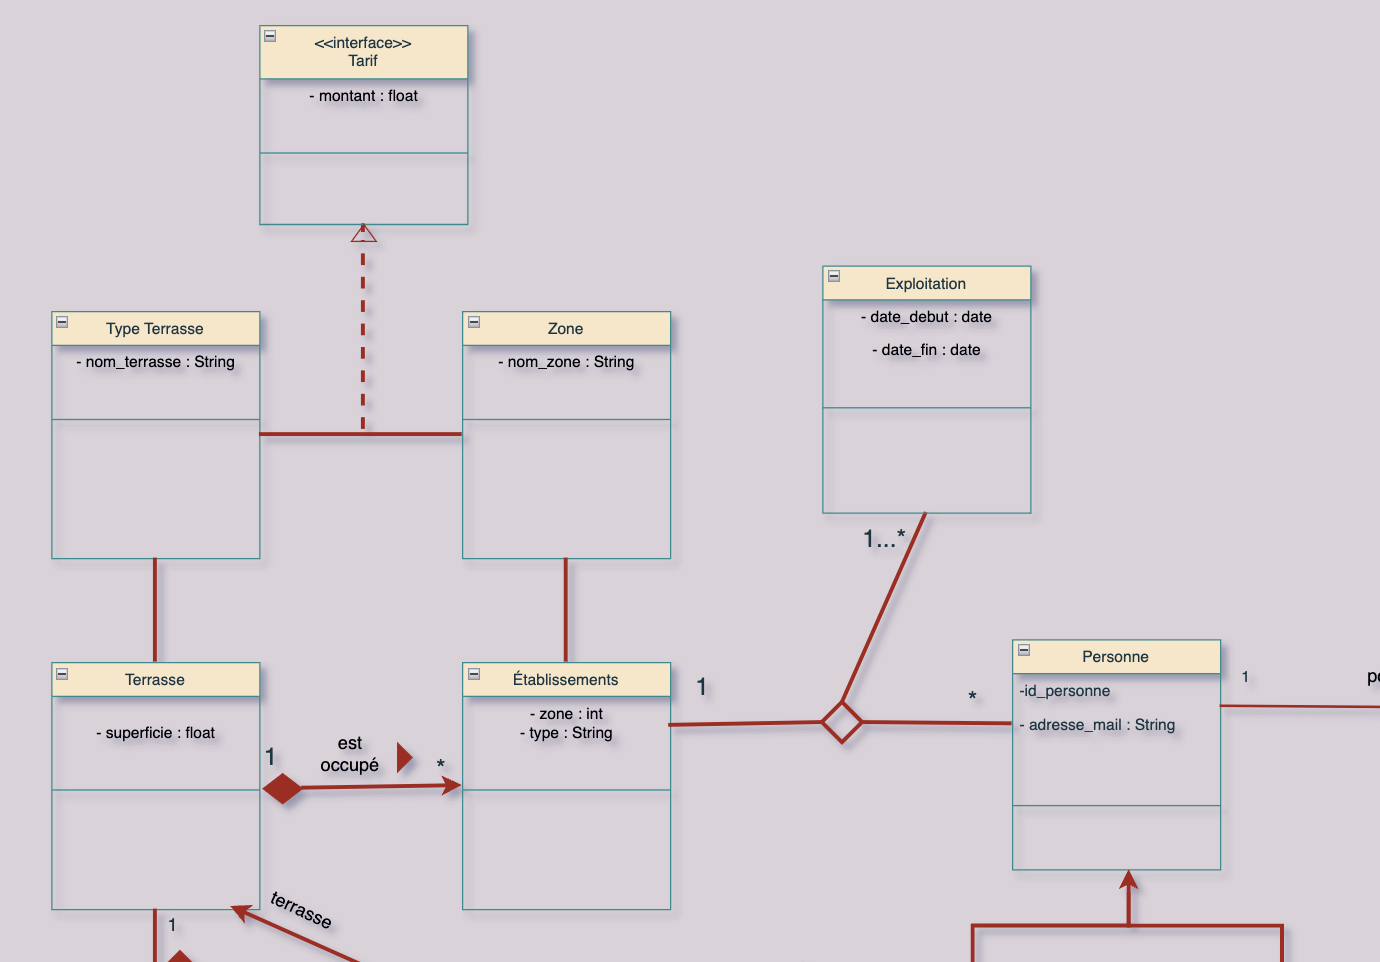 <<interface>>
Tarif
- montant : float
Type Terrasse
- nom_terrasse : String
Zone
- nom_zone : String
Exploitation
- date_debut : date
- date_fin : date
1...*
Terrasse
- superficie : float
1
est
occupé
*
Établissements
- zone : int
- type : String
1
*
Personne
-id_personne
- adresse_mail : String
1
po
1
terrasse